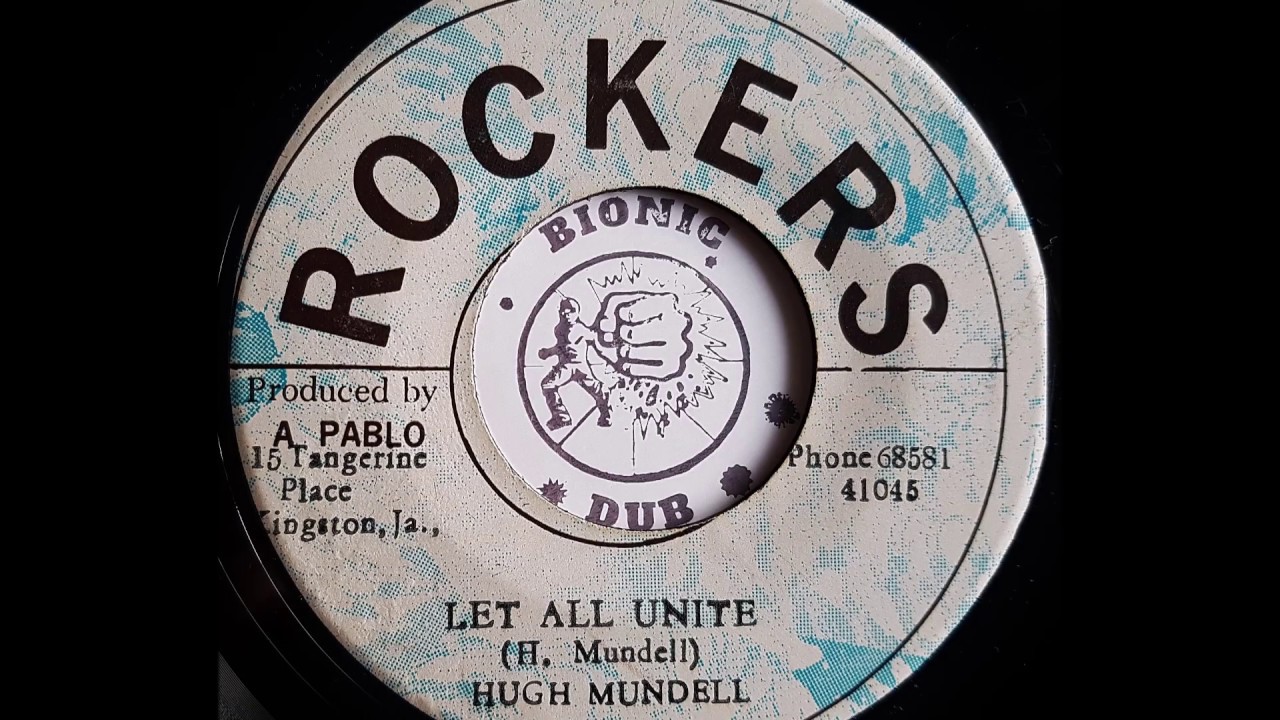 ROCKERS
BIONIC
DUB
Produced by
A. PABLO
15 Tangerine
Place
Kingston, Ja.,
Phone 68581
41045
LET ALL UNITE
(H. Mundell)
HUGH MUNDELL